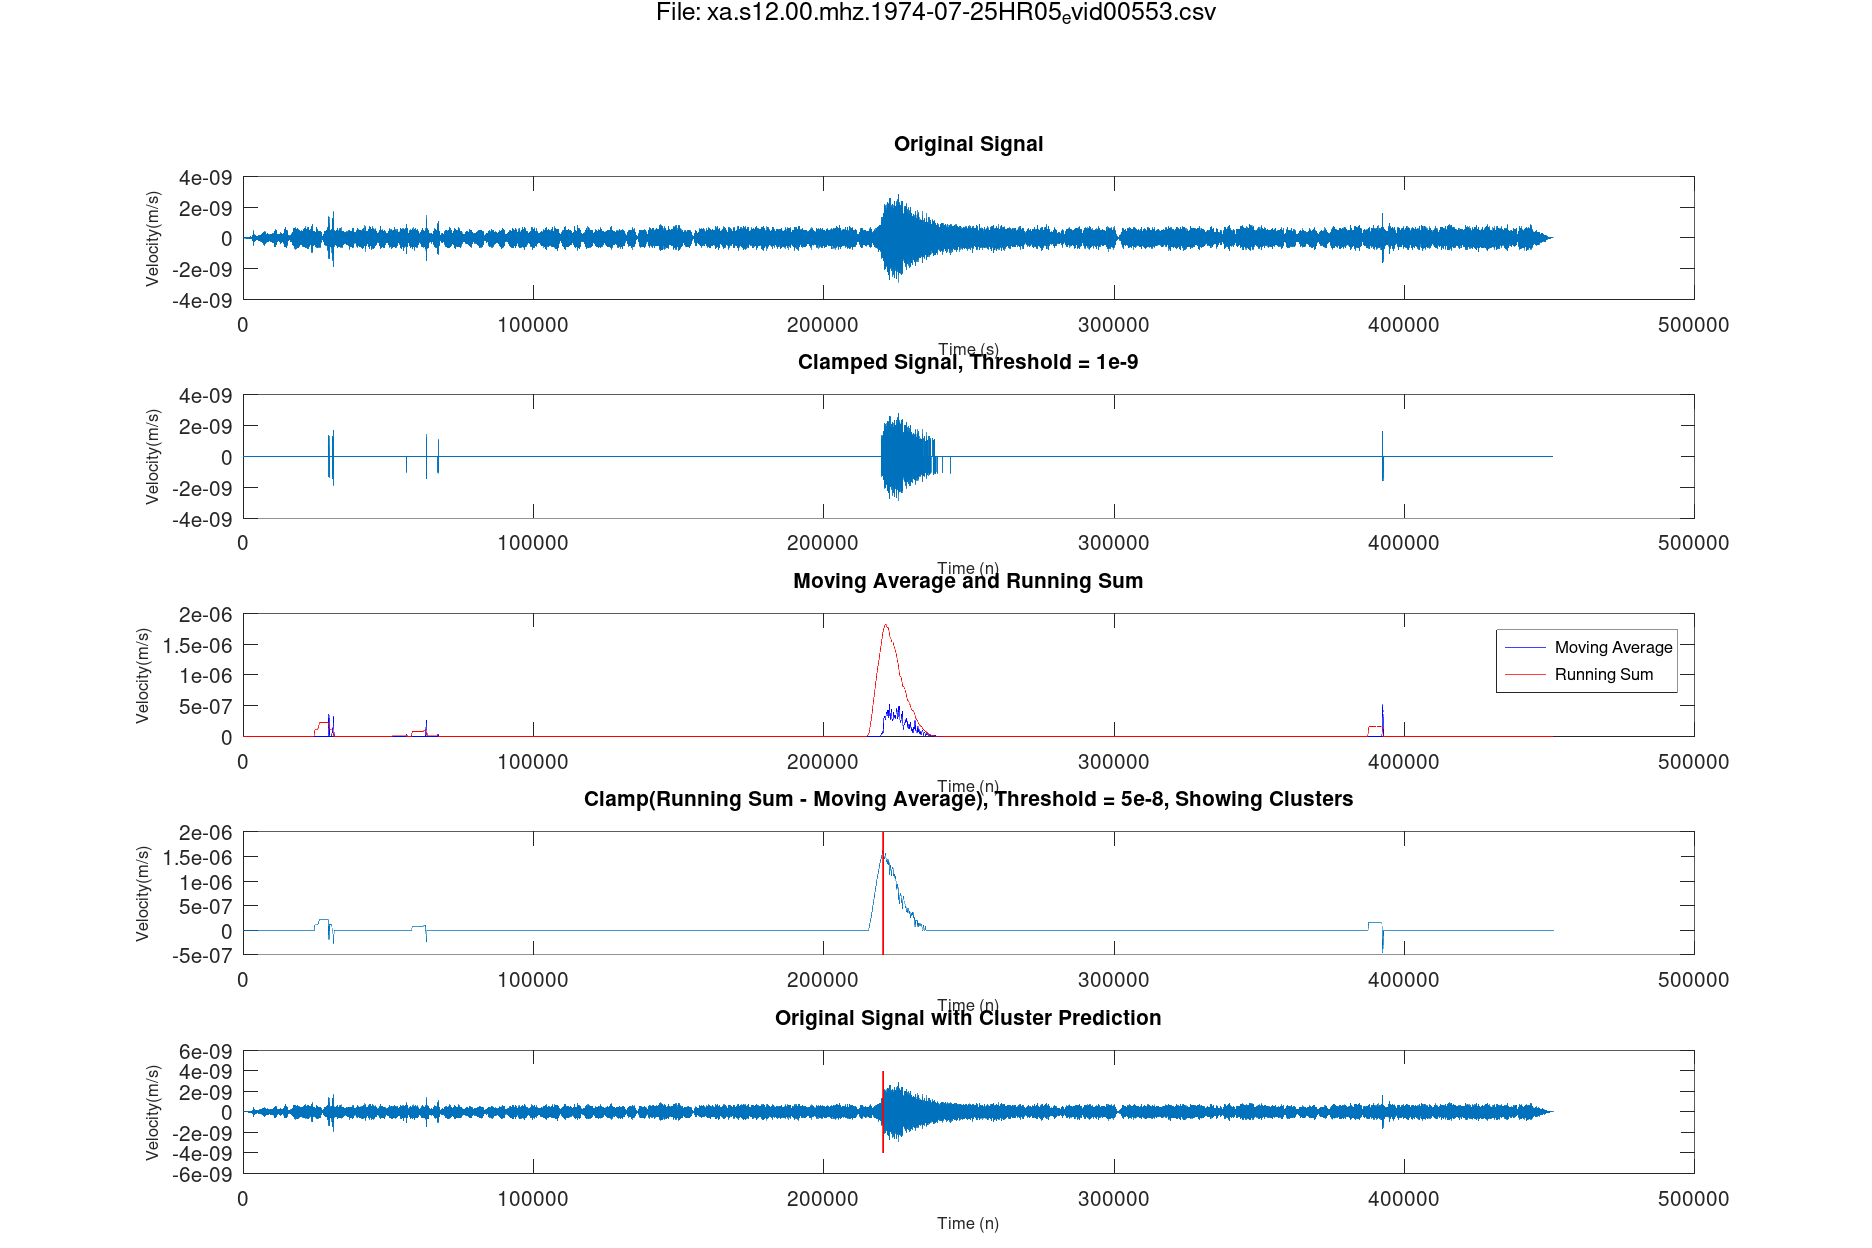 File: xa.s12.00.mhz.1974-07-25HR05evid00553.csv
Original Signal
Velocity(m/s)
4e-09
2e-09
0
-2e-09
-4e-09
0 100000 200000 300000 400000 500000
Time (s)
Clamped Signal, Threshold = 1e-9
Velocity(m/s)
4e-09
2e-09
0
-2e-09
-4e-09
0 100000 200000 300000 400000 500000
Time (n)
Moving Average and Running Sum
Velocity(m/s)
2e-06
1.5e-06
1e-06
5e-07
0
Moving Average
Running Sum
0 100000 200000 300000 400000 500000
Time (n)
Clamp(Running Sum - Moving Average), Threshold = 5e-8, Showing Clusters
Velocity(m/s)
2e-06
1.5e-06
1e-06
5e-07
0
-5e-07
0 100000 200000 300000 400000 500000
Time (n)
Original Signal with Cluster Prediction
Velocity(m/s)
6e-09
4e-09
2e-09
0
-2e-09
-4e-09
-6e-09
0 100000 200000 300000 400000 500000
Time (n)